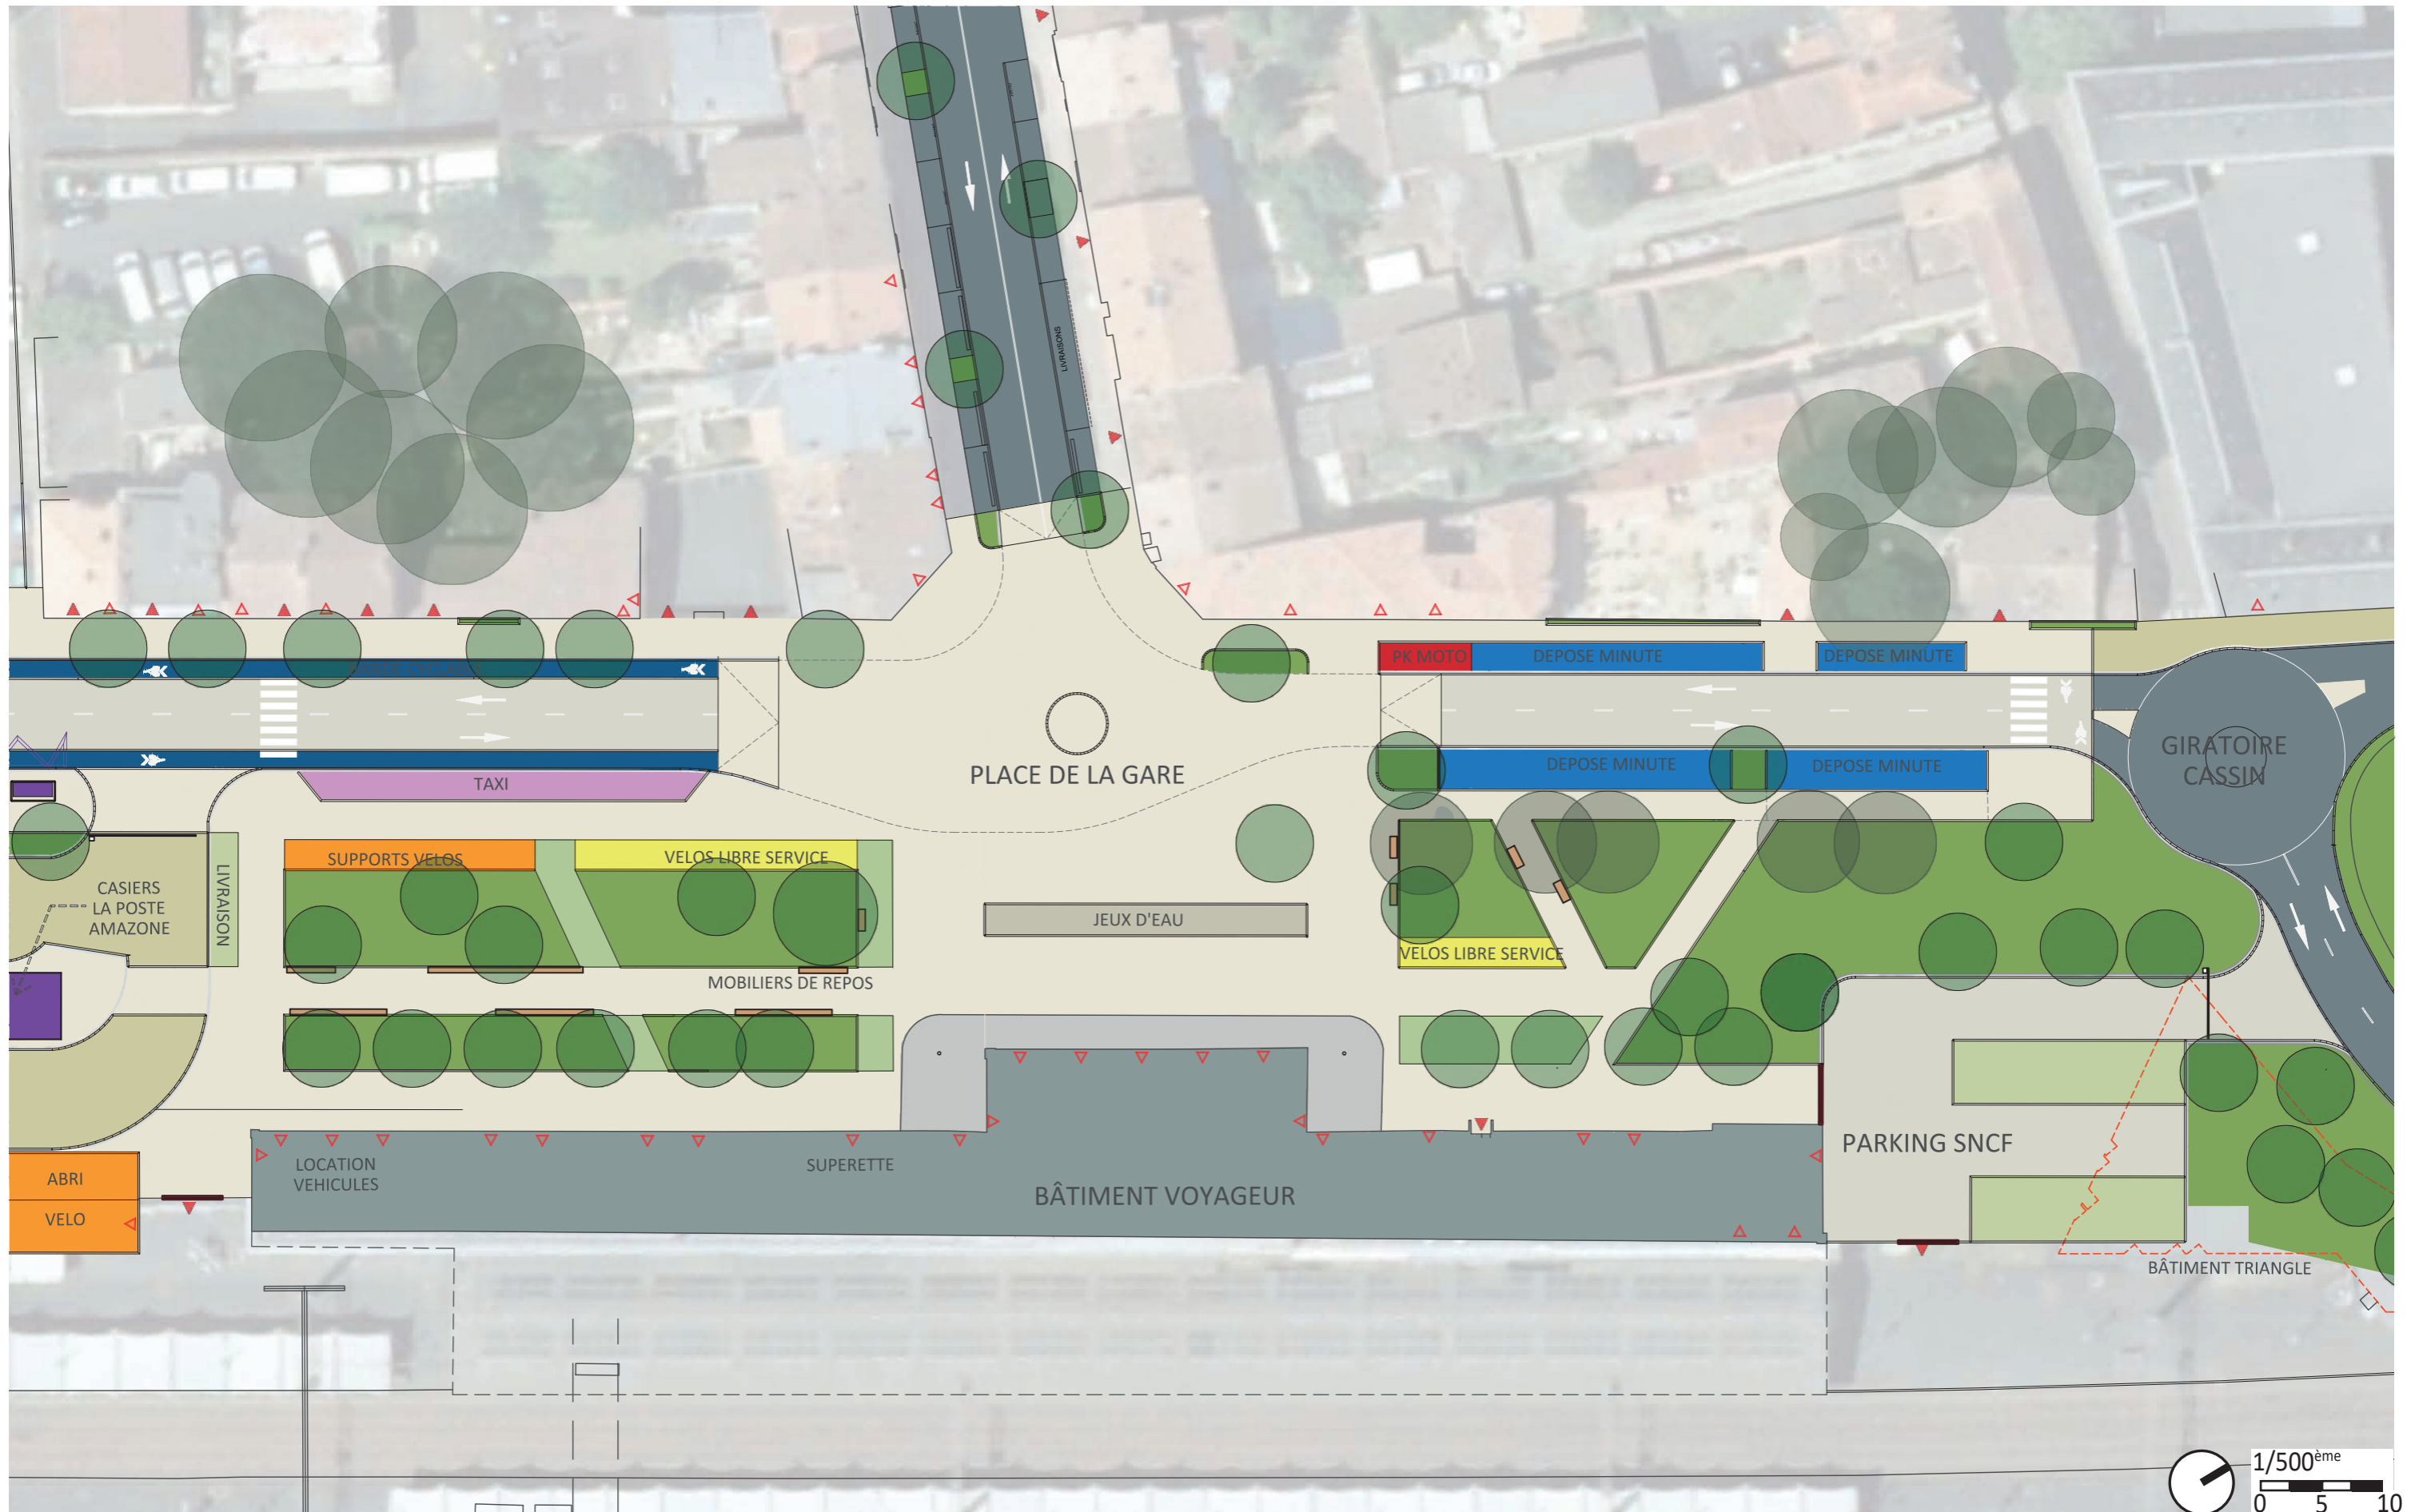 LIVRAISONS
PK MOTO
DEPOSE MINUTE
DEPOSE MINUTE
GIRATOIRE
CASSIN
PLACE DE LA GARE
DEPOSE MINUTE
DEPOSE MINUTE
TAXI
SUPPORTS VELOS
VELOS LIBRE SERVICE
LIVRAISON
CASIERS
LA POSTE
AMAZONE
JEUX D'EAU
VELOS LIBRE SERVICE
MOBILIERS DE REPOS
PARKING SNCF
LOCATION
VEHICULES
SUPERETTE
BÂTIMENT VOYAGEUR
ABRI
VELO
BÂTIMENT TRIANGLE
1/500ème
0 5 10